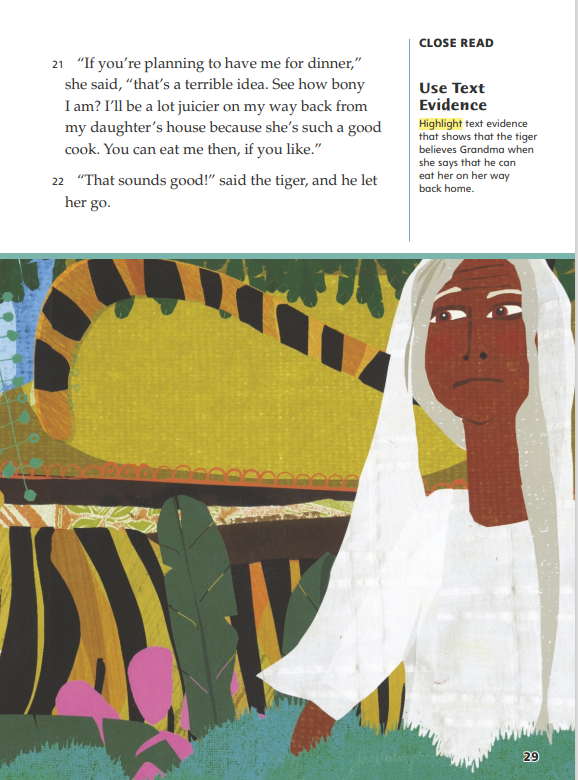 21 “If you’re planning to have me for dinner,”
she said, “that’s a terrible idea. See how bony
I am? I’ll be a lot juicier on my way back from
my daughter’s house because she’s such a good
cook. You can eat me then, if you like.”
22 “That sounds good!” said the tiger, and he let
her go.
CLOSE READ
Use Text
Evidence
Highlight text evidence
that shows that the tiger
believes Grandma when
she says that he can
eat her on her way
back home.
29